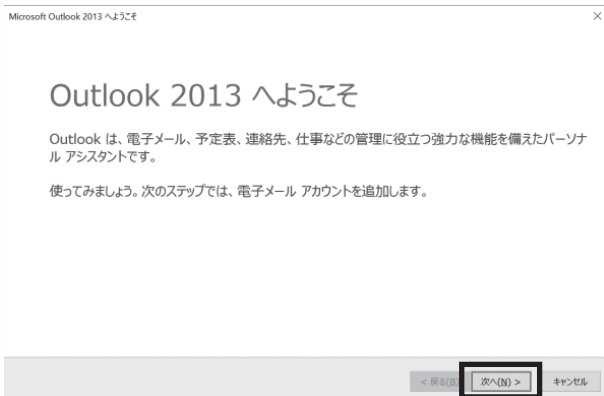 Microsoft Outlook 2013 へようこそ
Outlook 2013 へようこそ
Outlook は、電子メール、予定表、連絡先、仕事などの管理に役立つ強力な機能を備えたパーソナ
ル アシスタントです。
使ってみましょう。次のステップでは、電子メール アカウントを追加します。
< 戻る(B) 次へ(N) > キャンセル